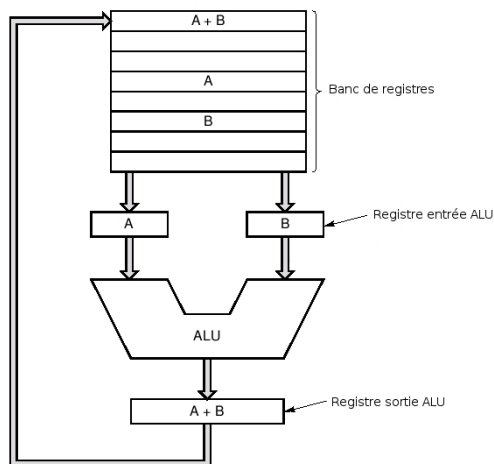 A + B
A
Banc de registres
B
A
B
Registre entrée ALU
ALU
A + B
Registre sortie ALU